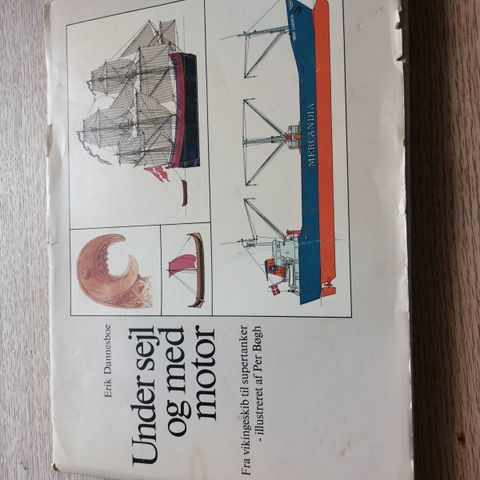 Erik Dannesboe
Under sejl
og med
motor
Fra vikingeskib til supertanker
- illustreret af Per Bøgh
MERCANDIA